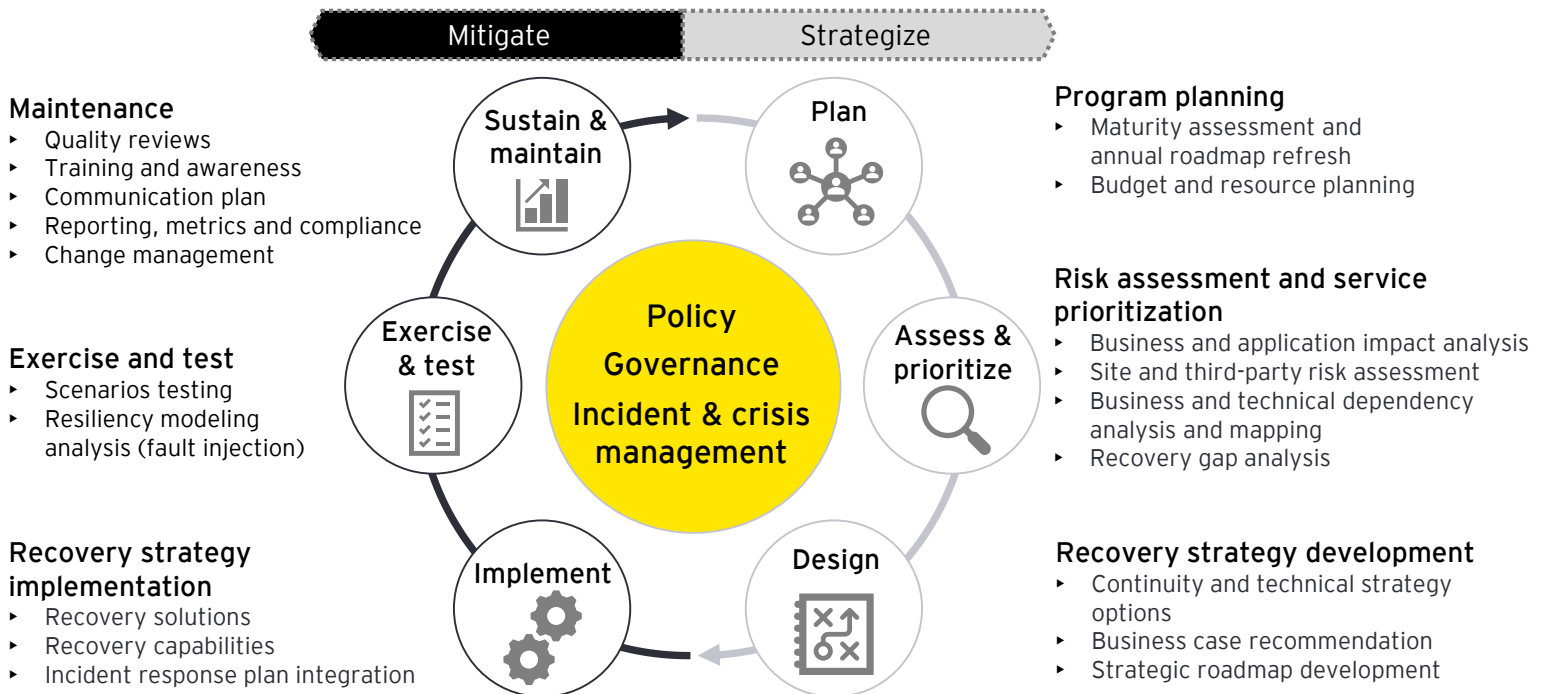 Mitigate
Strategize
Maintenance
‣ Quality reviews
‣ Training and awareness
‣ Communication plan
‣ Reporting, metrics and compliance
‣ Change management
Exercise and test
‣ Scenarios testing
‣ Resiliency modeling
analysis (fault injection)
Recovery strategy
implementation
‣ Recovery solutions
‣ Recovery capabilities
‣ Incident response plan integration
Sustain &
maintain
Plan
Exercise
& test
Policy
Governance
Incident & crisis
management
Assess &
prioritize
Implement
Design
Program planning
‣ Maturity assessment and
annual roadmap refresh
‣ Budget and resource planning
Risk assessment and service
prioritization
‣ Business and application impact analysis
‣ Site and third-party risk assessment
‣ Business and technical dependency
analysis and mapping
‣ Recovery gap analysis
Recovery strategy development
‣ Continuity and technical strategy
options
‣ Business case recommendation
‣ Strategic roadmap development